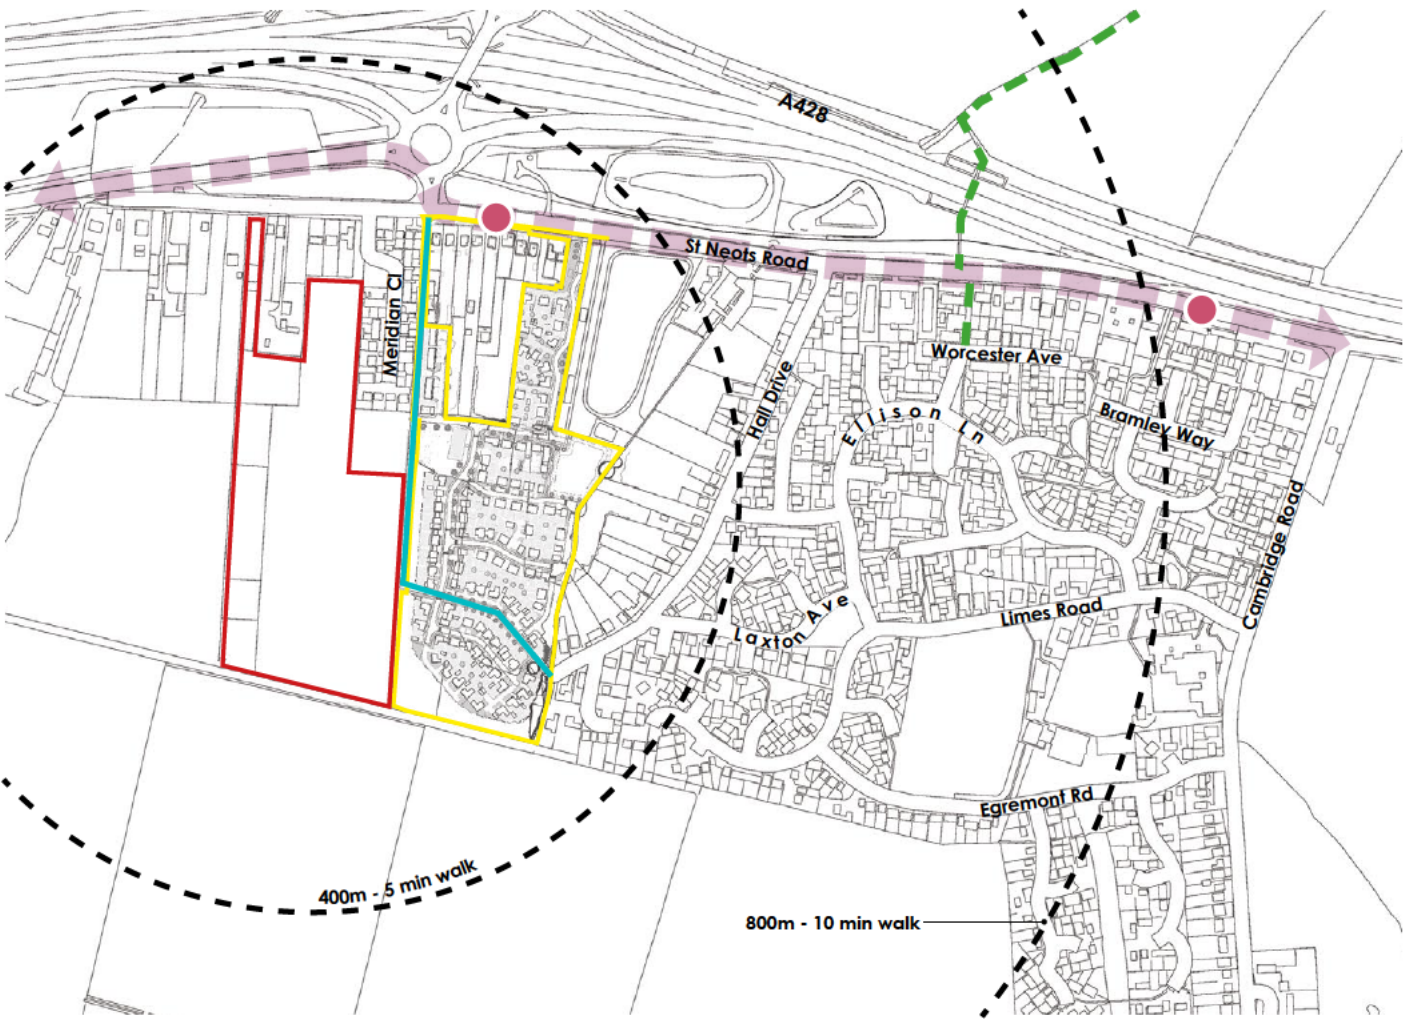 A428
St Neots Road
Meridian Cl
Worcester Ave
Hall Drive
Ellison Ln
Bramley Way
Cambridge Road
Limes Road
Laxton Ave
Egremont Rd
400m - 5 min walk
800m - 10 min walk